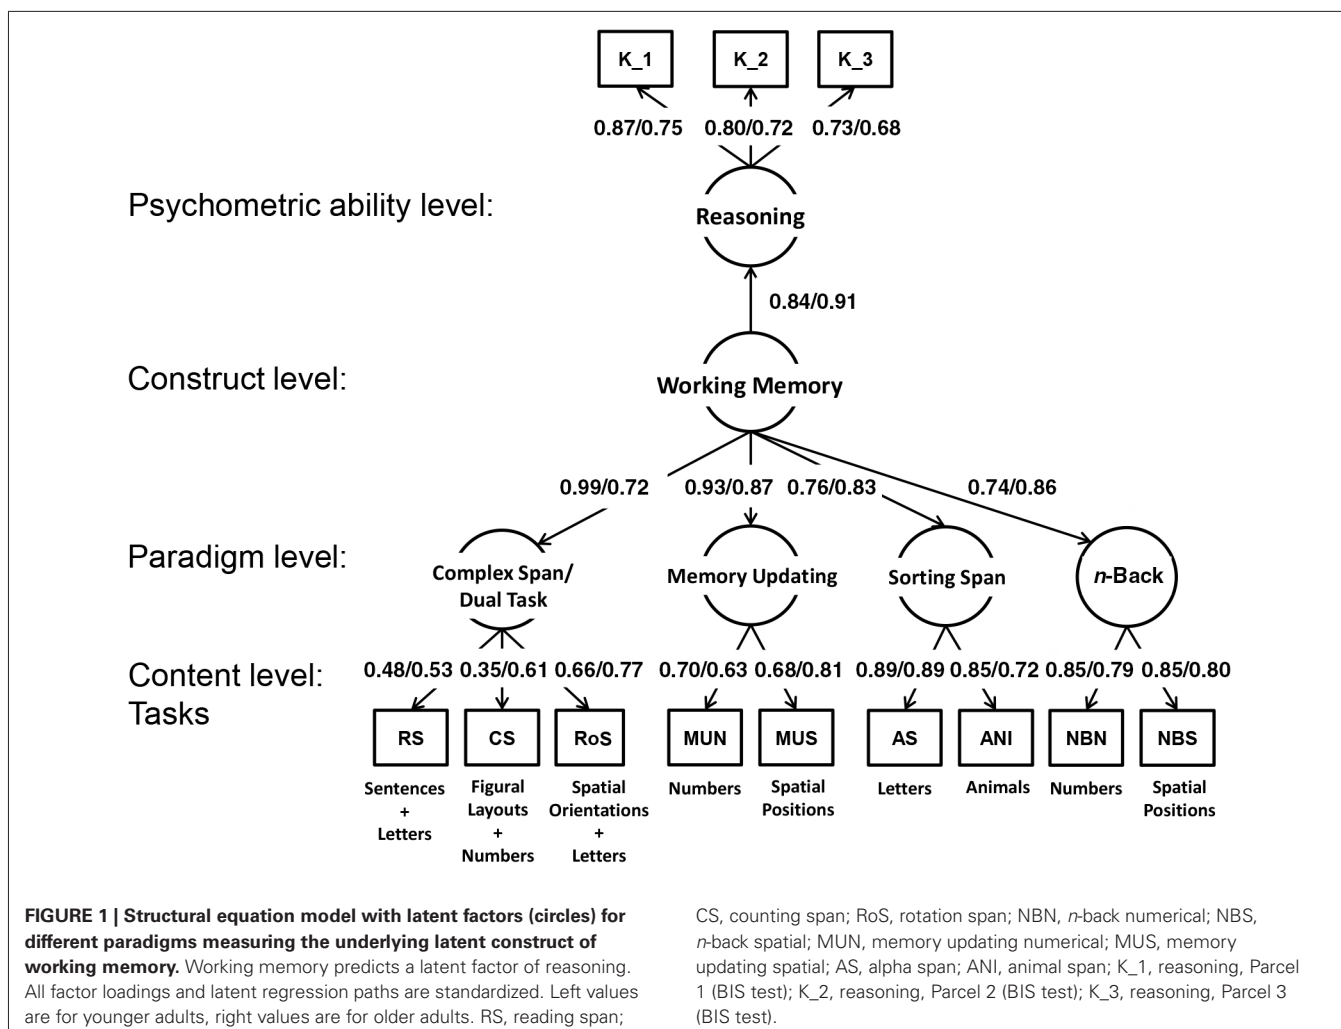 K_1 K_2 K_3
0.87/0.75 0.80/0.72 0.73/0.68
Psychometric ability level:
Reasoning
0.84/0.91
Construct level:
Working Memory
0.99/0.72 0.93/0.87 0.76/0.83 0.74/0.86
Paradigm level:
Complex Span/
Dual Task
Memory Updating
Sorting Span
n-Back
Content level:
Tasks
0.48/0.53 0.35/0.61 0.66/0.77 0.70/0.63 0.68/0.81 0.89/0.89 0.85/0.72 0.85/0.79 0.85/0.80
RS CS RoS MUN MUS AS ANI NBN NBS
Sentences
+
Letters
Figural
Layouts
+
Numbers
Spatial
Orientations
+
Letters
Numbers
Spatial
Positions
Letters
Animals
Numbers
Spatial
Positions
FIGURE 1 | Structural equation model with latent factors (circles) for
different paradigms measuring the underlying latent construct of
working memory. Working memory predicts a latent factor of reasoning.
All factor loadings and latent regression paths are standardized. Left values
are for younger adults, right values are for older adults. RS, reading span;
CS, counting span; RoS, rotation span; NBN, n-back numerical; NBS,
n-back spatial; MUN, memory updating numerical; MUS, memory
updating spatial; AS, alpha span; ANI, animal span; K_1, reasoning, Parcel
1 (BIS test); K_2, reasoning, Parcel 2 (BIS test); K_3, reasoning, Parcel 3
(BIS test).